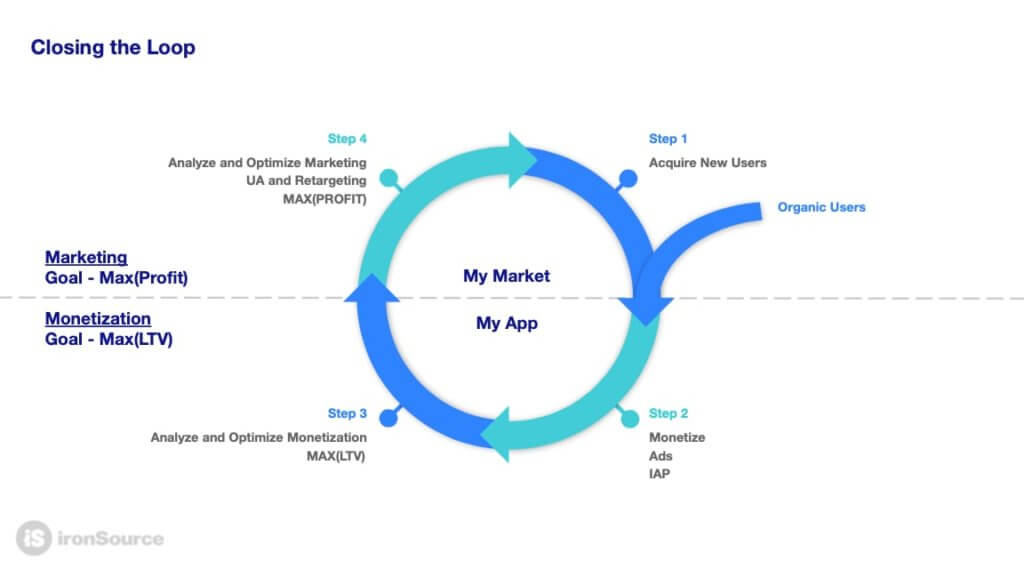 Closing the Loop
Step 4
Analyze and Optimize Marketing
UA and Retargeting
MAX(PROFIT)
Step 1
Acquire New Users
Organic Users
Marketing
Goal - Max(Profit)
My Market
Monetization
Goal - Max(LTV)
My App
Step 3
Analyze and Optimize Monetization
MAX(LTV)
Step 2
Monetize
Ads
IAP
iS ironSource